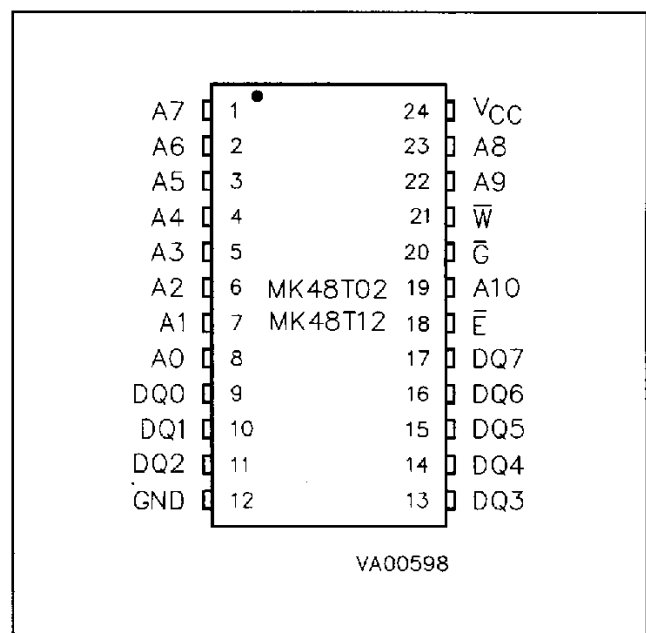 A7 1 24 VCC
A6 2 23 A8
A5 3 22 A9
A4 4 21 W̅
A3 5 20 G̅
A2 6 MK48T02 19 A10
A1 7 MK48T12 18 E̅
A0 8 17 DQ7
DQ0 9 16 DQ6
DQ1 10 15 DQ5
DQ2 11 14 DQ4
GND 12 13 DQ3
VA00598